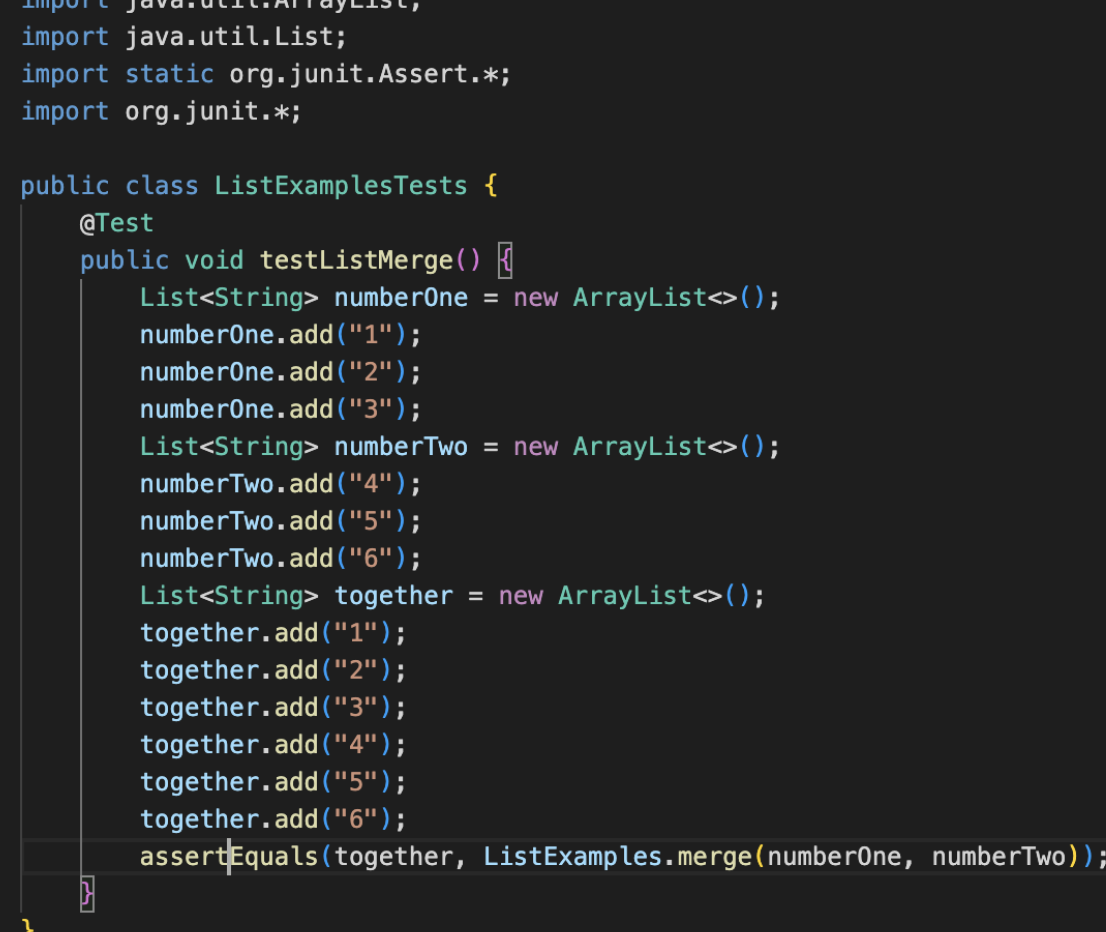 import java.util.ArrayList;
import java.util.List;
import static org.junit.Assert.*;
import org.junit.*;
public class ListExamplesTests {
@Test
public void testListMerge() {
List<String> numberOne = new ArrayList<>();
numberOne.add("1");
numberOne.add("2");
numberOne.add("3");
List<String> numberTwo = new ArrayList<>();
numberTwo.add("4");
numberTwo.add("5");
numberTwo.add("6");
List<String> together = new ArrayList<>();
together.add("1");
together.add("2");
together.add("3");
together.add("4");
together.add("5");
together.add("6");
assertEquals(together, ListExamples.merge(numberOne, numberTwo));
}
}